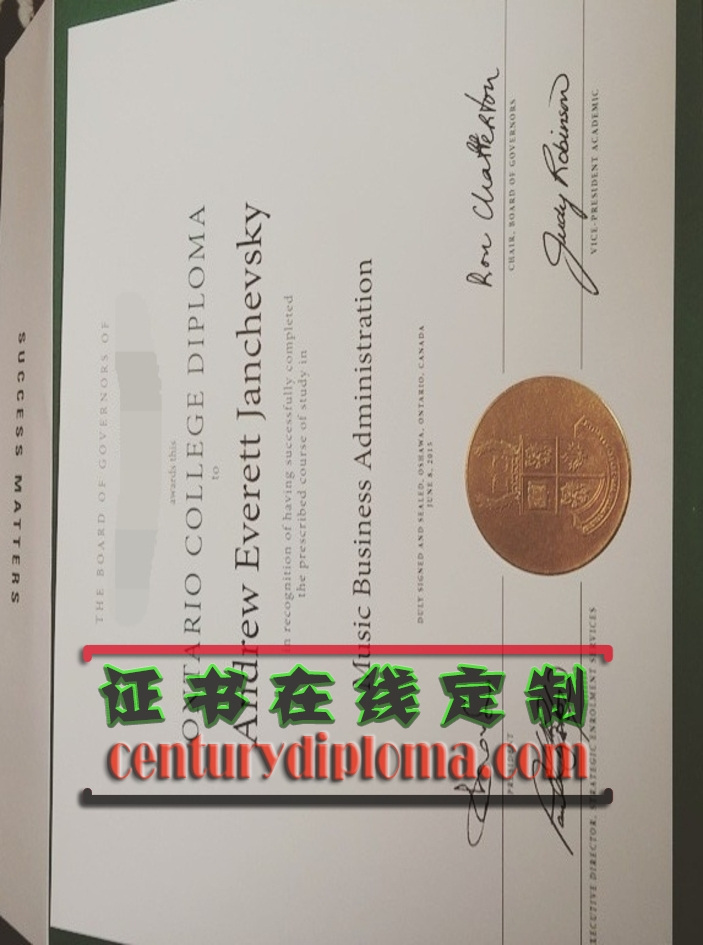 SUCCESS MATTERS
THE BOARD OF GOVERNORS OF
awards this
ONTARIO COLLEGE DIPLOMA
to
Andrew Everett Janchevsky
in recognition of having successfully completed
the prescribed course of study in
Music Business Administration
DULY SIGNED AND SEALED, OSHAWA, ONTARIO, CANADA
JUNE 8, 2015
Ron Chatterton
CHAIR, BOARD OF GOVERNORS
Judy Robinson
VICE-PRESIDENT ACADEMIC
PRESIDENT
EXECUTIVE DIRECTOR, STRATEGIC ENROLMENT SERVICES
证书在线定制
centurydiploma.com